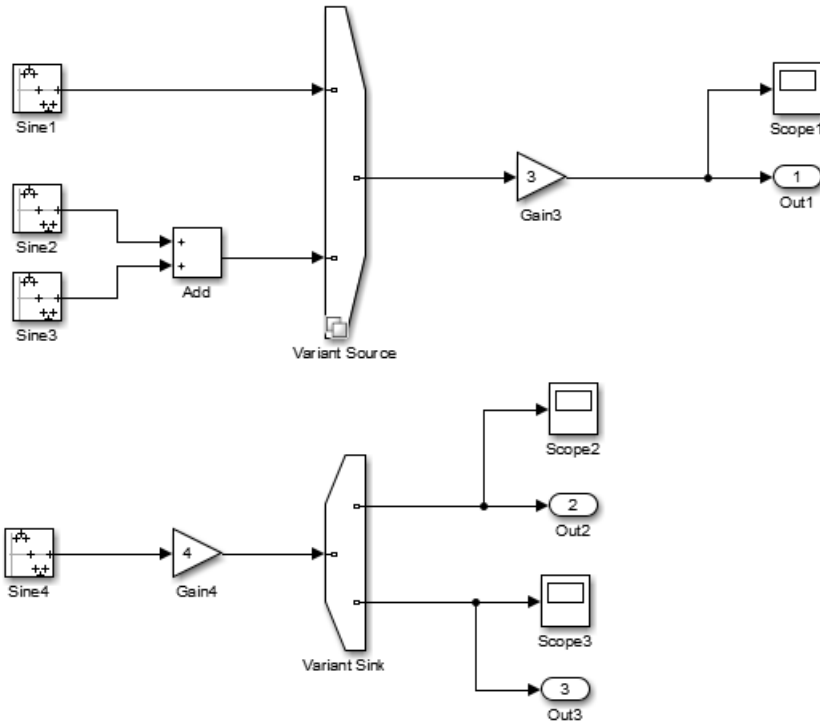 Sine1
Scope1
3
Gain3
1
Out1
Sine2
+
+
Add
Sine3
Variant Source
Scope2
2
Out2
Sine4
4
Gain4
Scope3
Variant Sink
3
Out3